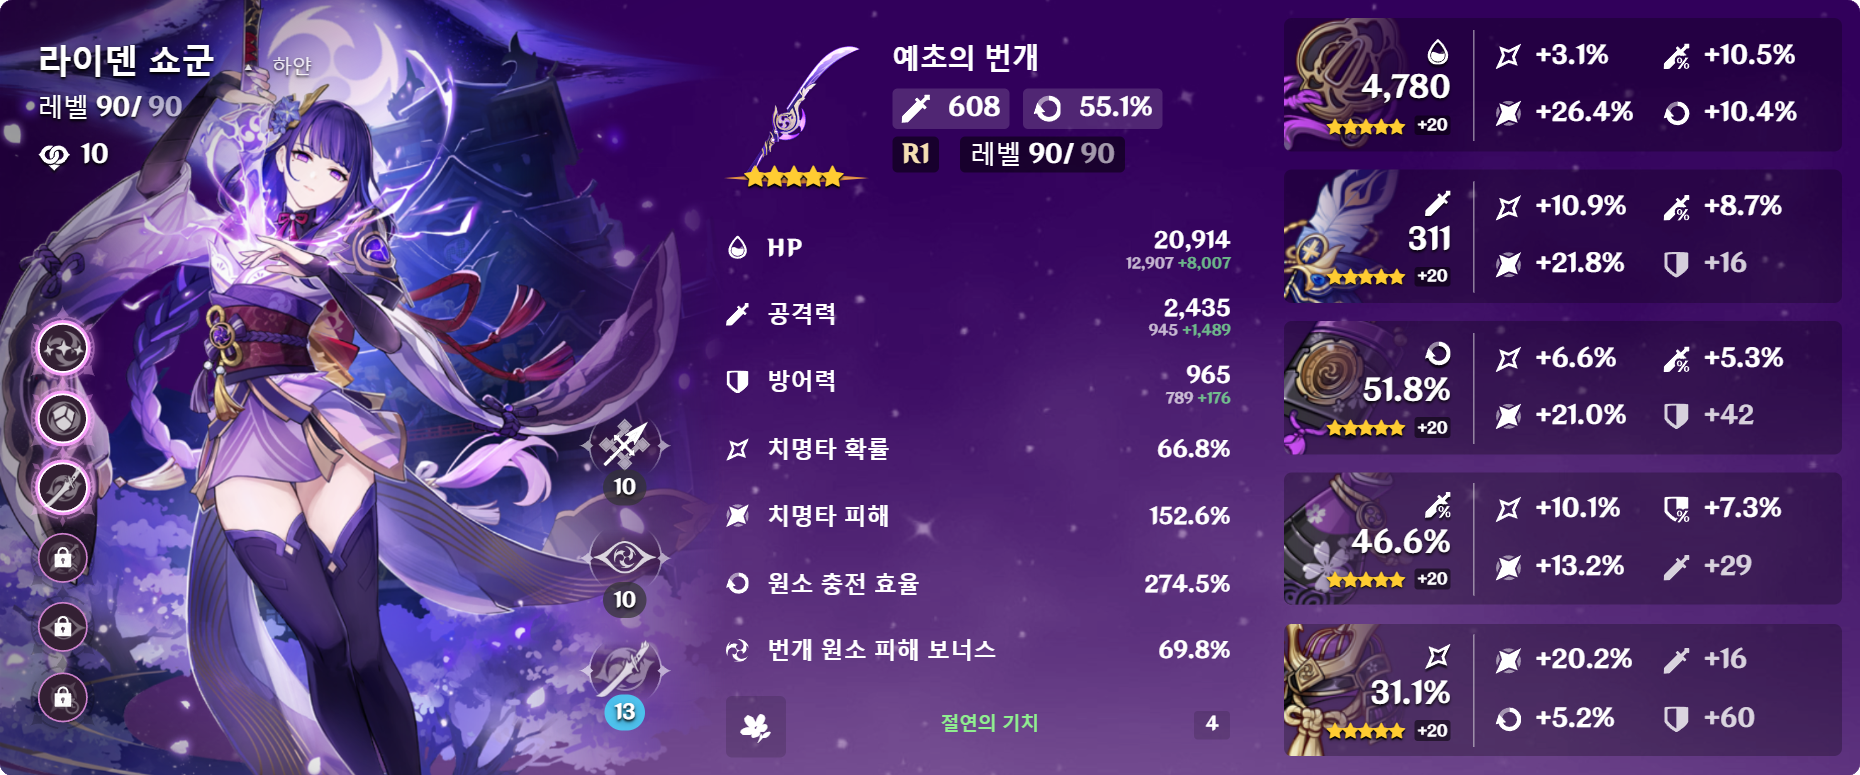 라이덴 쇼군
하얀
레벨 90/ 90
10
10
10
13
예초의 번개
608 55.1%
R1 레벨 90/ 90
HP 20,914
12,907 +8,007
공격력 2,435
945 +1,489
방어력 965
789 +176
치명타 확률 66.8%
치명타 피해 152.6%
원소 충전 효율 274.5%
번개 원소 피해 보너스 69.8%
절연의 기치 4
4,780
+20
+3.1% +10.5%
+26.4% +10.4%
311
+20
+10.9% +8.7%
+21.8% +16
51.8%
+20
+6.6% +5.3%
+21.0% +42
46.6%
+20
+10.1% +7.3%
+13.2% +29
31.1%
+20
+20.2% +16
+5.2% +60